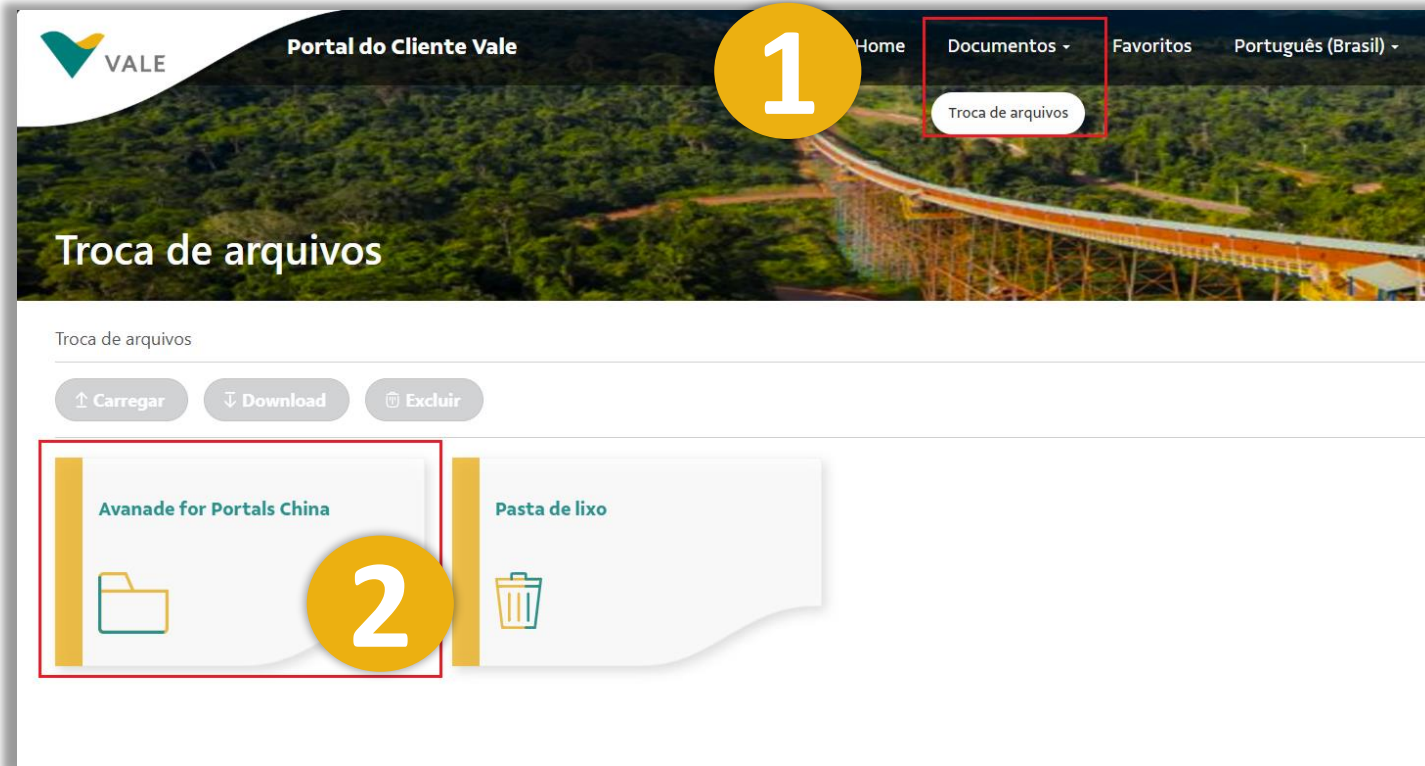 VALE
Portal do Cliente Vale
1
Home
Documentos
Favoritos
Português (Brasil)
Troca de arquivos
Troca de arquivos
Troca de arquivos
Carregar
Download
Excluir
Avanade for Portals China
Pasta de lixo
2